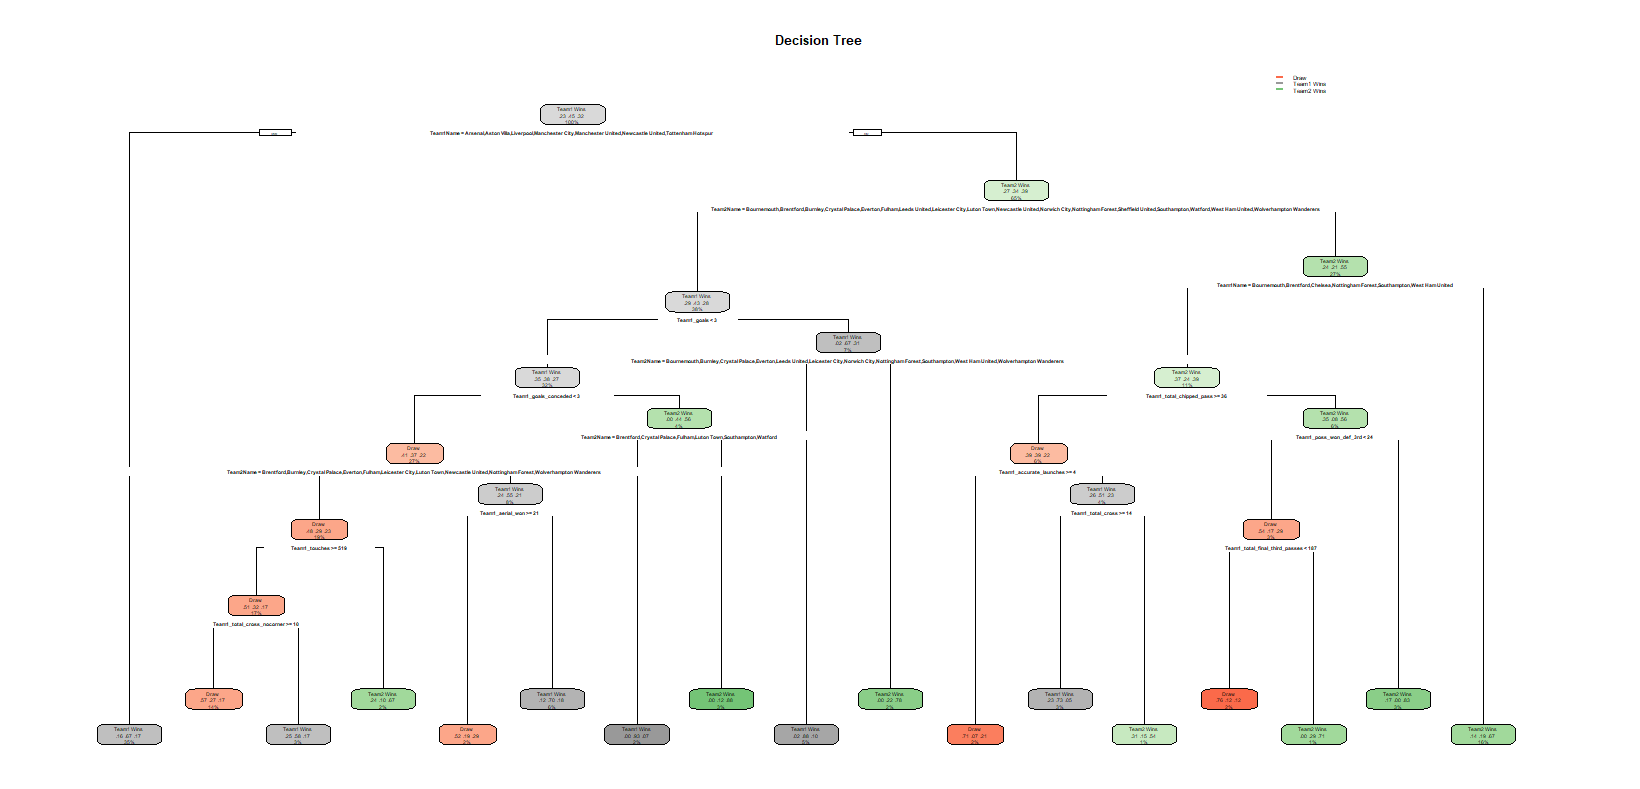 Decision Tree
Draw
Team1 Wins
Team2 Wins
Team1 Wins
.23 .45 .32
100%
Team1Name = Arsenal,Aston Villa,Liverpool,Manchester City,Manchester United,Newcastle United,Tottenham Hotspur
Team2 Wins
.27 .34 .39
65%
Team2Name = Bournemouth,Brentford,Burnley,Crystal Palace,Everton,Fulham,Leeds United,Leicester City,Luton Town,Newcastle United,Norwich City,Nottingham Forest,Sheffield United,Southampton,Watford,West Ham United,Wolverhampton Wanderers
Team2 Wins
.24 .21 .55
27%
Team1Name = Bournemouth,Brentford,Chelsea,Nottingham Forest,Southampton,West Ham United
Team1 Wins
.29 .43 .28
38%
Team1_goals < 3
Team1 Wins
.02 .67 .31
7%
Team2Name = Bournemouth,Burnley,Crystal Palace,Everton,Leeds United,Leicester City,Norwich City,Nottingham Forest,Southampton,West Ham United,Wolverhampton Wanderers
Team1 Wins
.35 .38 .27
32%
Team1_goals_conceded < 3
Team2 Wins
.37 .24 .39
11%
Team1_total_chipped_pass >= 36
Team2 Wins
.00 .44 .56
4%
Team2Name = Brentford,Crystal Palace,Fulham,Luton Town,Southampton,Watford
Team2 Wins
.35 .08 .56
6%
Team1_poss_won_def_3rd < 24
Draw
.41 .37 .23
27%
Team2Name = Brentford,Burnley,Crystal Palace,Everton,Fulham,Leicester City,Luton Town,Newcastle United,Nottingham Forest,Wolverhampton Wanderers
Draw
.39 .39 .23
6%
Team1_accurate_launches >= 4
Team1 Wins
.24 .55 .21
8%
Team1_aerial_won >= 21
Team1 Wins
.26 .51 .23
4%
Team1_total_cross >= 14
Draw
.48 .29 .23
19%
Team1_touches >= 519
Draw
.54 .17 .29
3%
Team1_total_final_third_passes < 187
Draw
.51 .32 .17
17%
Team1_total_cross_nocorner >= 10
Draw
.57 .27 .17
14%
Team2 Wins
.24 .10 .67
2%
Team1 Wins
.12 .70 .18
6%
Team2 Wins
.00 .12 .88
3%
Team2 Wins
.00 .22 .78
2%
Team1 Wins
.23 .73 .05
3%
Draw
.76 .12 .12
2%
Team2 Wins
.17 .00 .83
3%
Team1 Wins
.16 .67 .17
35%
Team1 Wins
.25 .58 .17
3%
Draw
.52 .19 .29
2%
Team1 Wins
.00 .93 .07
2%
Team1 Wins
.02 .88 .10
5%
Draw
.71 .07 .21
2%
Team2 Wins
.31 .15 .54
1%
Team2 Wins
.00 .29 .71
1%
Team2 Wins
.14 .19 .67
16%